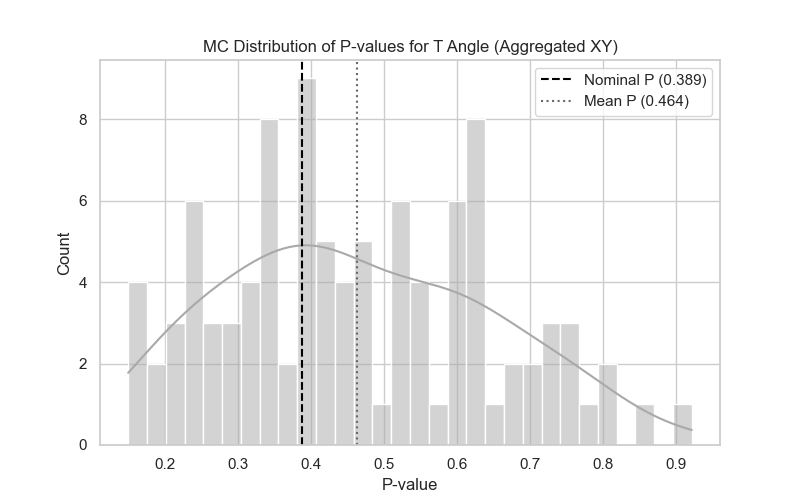 MC Distribution of P-values for T Angle (Aggregated XY)
Nominal P (0.389)
Mean P (0.464)
Count
8
6
4
2
0
0.2 0.3 0.4 0.5 0.6 0.7 0.8 0.9
P-value